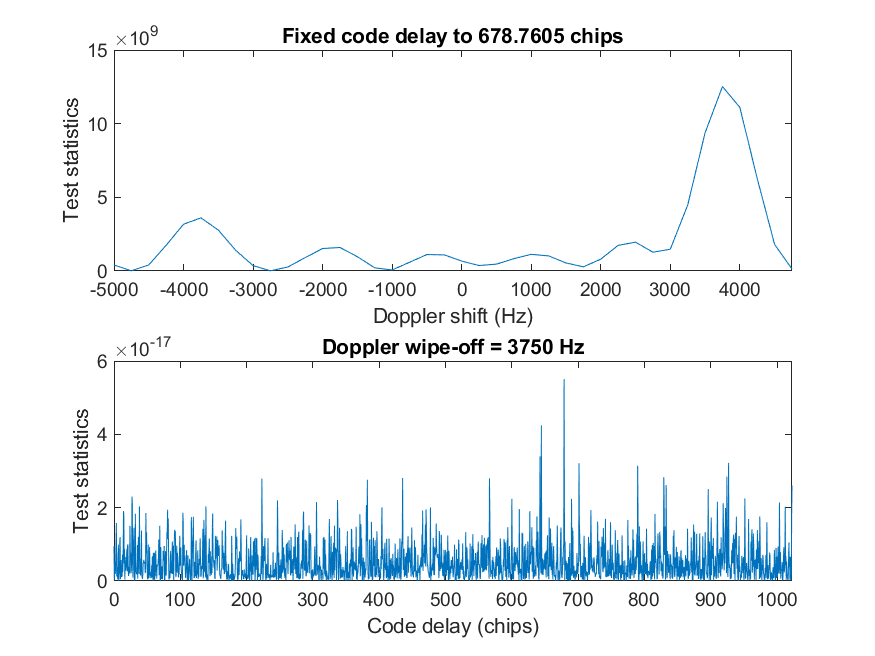 ×10⁹
Fixed code delay to 678.7605 chips
15
10
5
0
Test statistics
-5000 -4000 -3000 -2000 -1000 0 1000 2000 3000 4000
Doppler shift (Hz)
×10⁻¹⁷
Doppler wipe-off = 3750 Hz
6
4
2
0
Test statistics
0 100 200 300 400 500 600 700 800 900 1000
Code delay (chips)